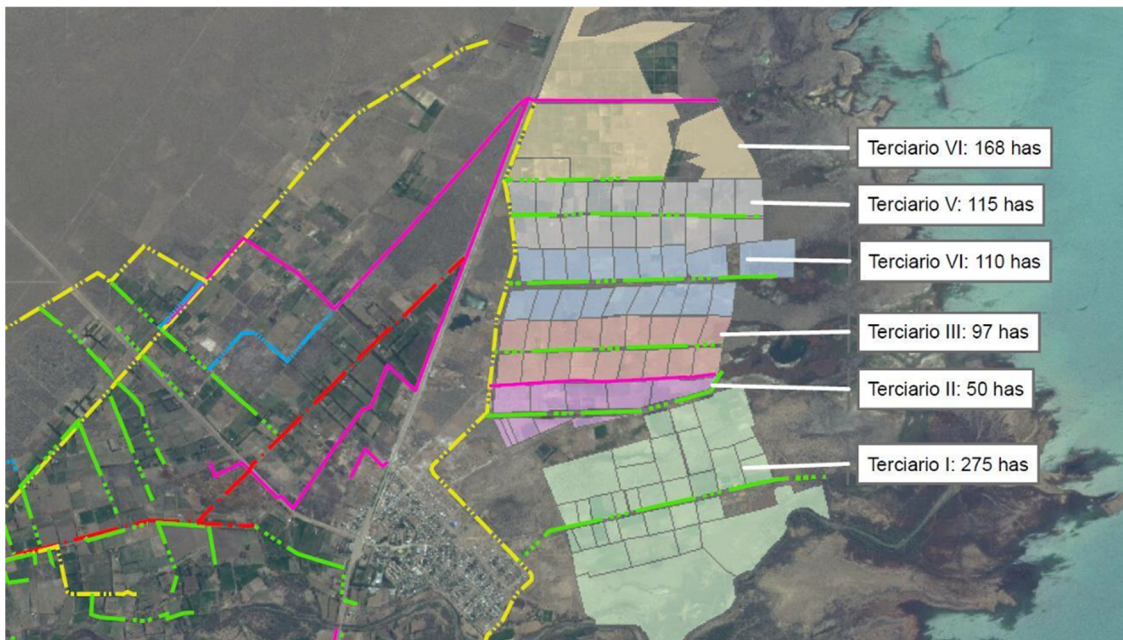 Terciario VI: 168 has
Terciario V: 115 has
Terciario VI: 110 has
Terciario III: 97 has
Terciario II: 50 has
Terciario I: 275 has